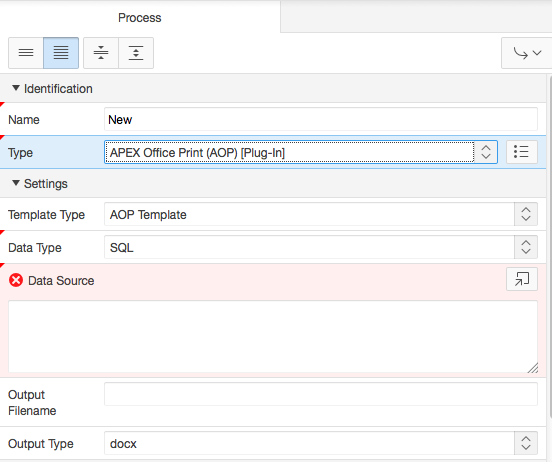 Process
Identification
Name New
Type APEX Office Print (AOP) [Plug-In]
Settings
Template Type AOP Template
Data Type SQL
Data Source
Output
Filename
Output Type docx